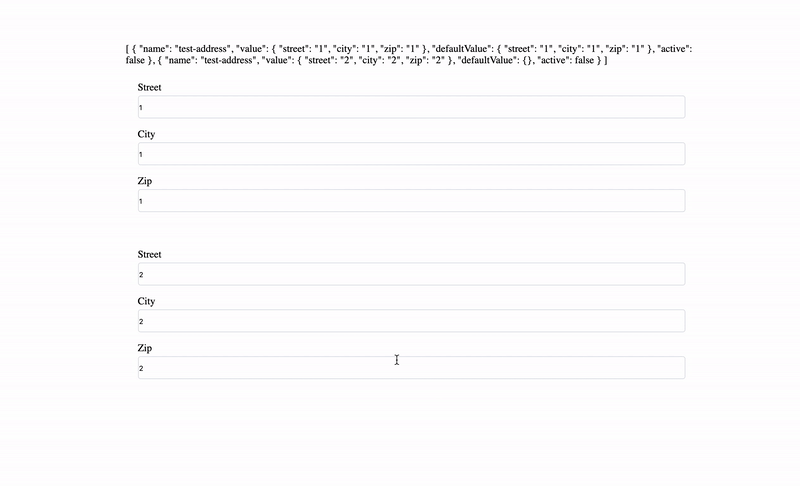 [ { "name": "test-address", "value": { "street": "1", "city": "1", "zip": "1" }, "defaultValue": { "street": "1", "city": "1", "zip": "1" }, "active":
false }, { "name": "test-address", "value": { "street": "2", "city": "2", "zip": "2" }, "defaultValue": {}, "active": false } ]
Street
1
City
1
Zip
1
Street
2
City
2
Zip
2